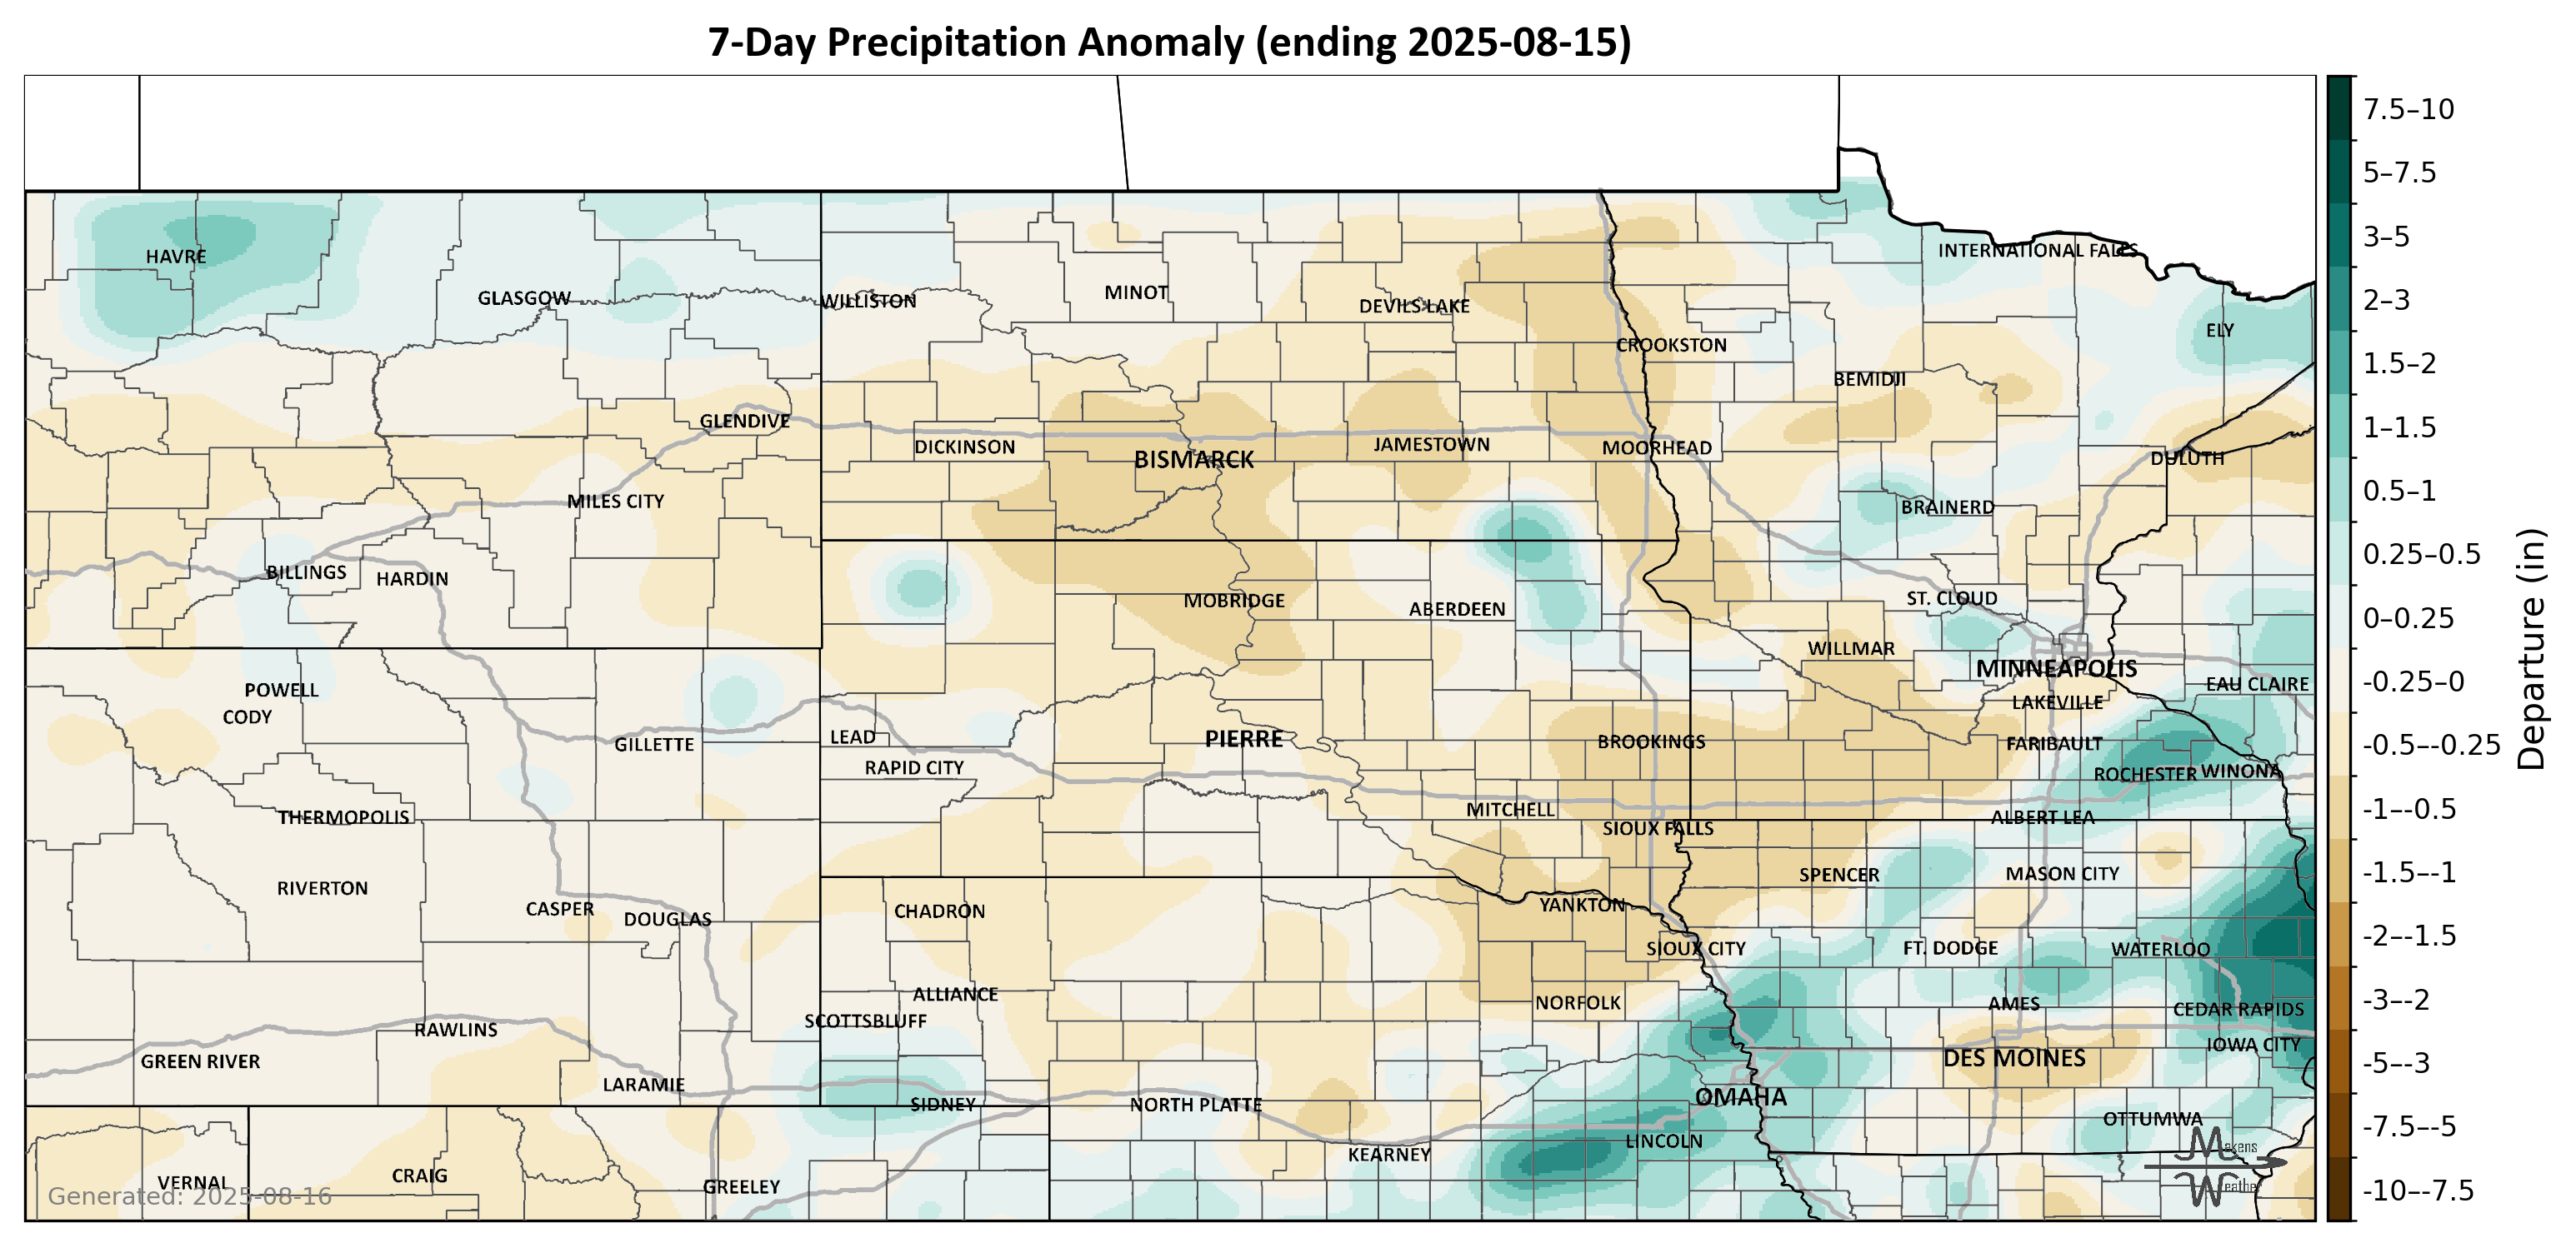 7-Day Precipitation Anomaly (ending 2025-08-15)
HAVRE
GLASGOW
WILLISTON
MINOT
DEVILS LAKE
CROOKSTON
INTERNATIONAL FALLS
ELY
BEMIDJI
GLENDIVE
DICKINSON
BISMARCK
JAMESTOWN
MOORHEAD
DULUTH
MILES CITY
BRAINERD
BILLINGS
HARDIN
MOBRIDGE
ABERDEEN
ST. CLOUD
WILLMAR
MINNEAPOLIS
EAU CLAIRE
LAKEVILLE
POWELL
CODY
GILLETTE
LEAD
RAPID CITY
PIERRE
BROOKINGS
FARIBAULT
ROCHESTER
WINONA
THERMOPOLIS
MITCHELL
SIOUX FALLS
ALBERT LEA
RIVERTON
CASPER
DOUGLAS
CHADRON
YANKTON
SPENCER
MASON CITY
SIOUX CITY
FT. DODGE
WATERLOO
ALLIANCE
SCOTTSBLUFF
NORFOLK
AMES
CEDAR RAPIDS
IOWA CITY
RAWLINS
GREEN RIVER
LARAMIE
SIDNEY
NORTH PLATTE
OMAHA
DES MOINES
OTTUMWA
LINCOLN
KEARNEY
VERNAL
CRAIG
GREELEY
Generated: 2025-08-16
Makens
Weather
7.5–10
5–7.5
3–5
2–3
1.5–2
1–1.5
0.5–1
0.25–0.5
0–0.25
-0.25–0
-0.5–-0.25
-1–-0.5
-1.5–-1
-2–-1.5
-3–-2
-5–-3
-7.5–-5
-10–-7.5
Departure (in)